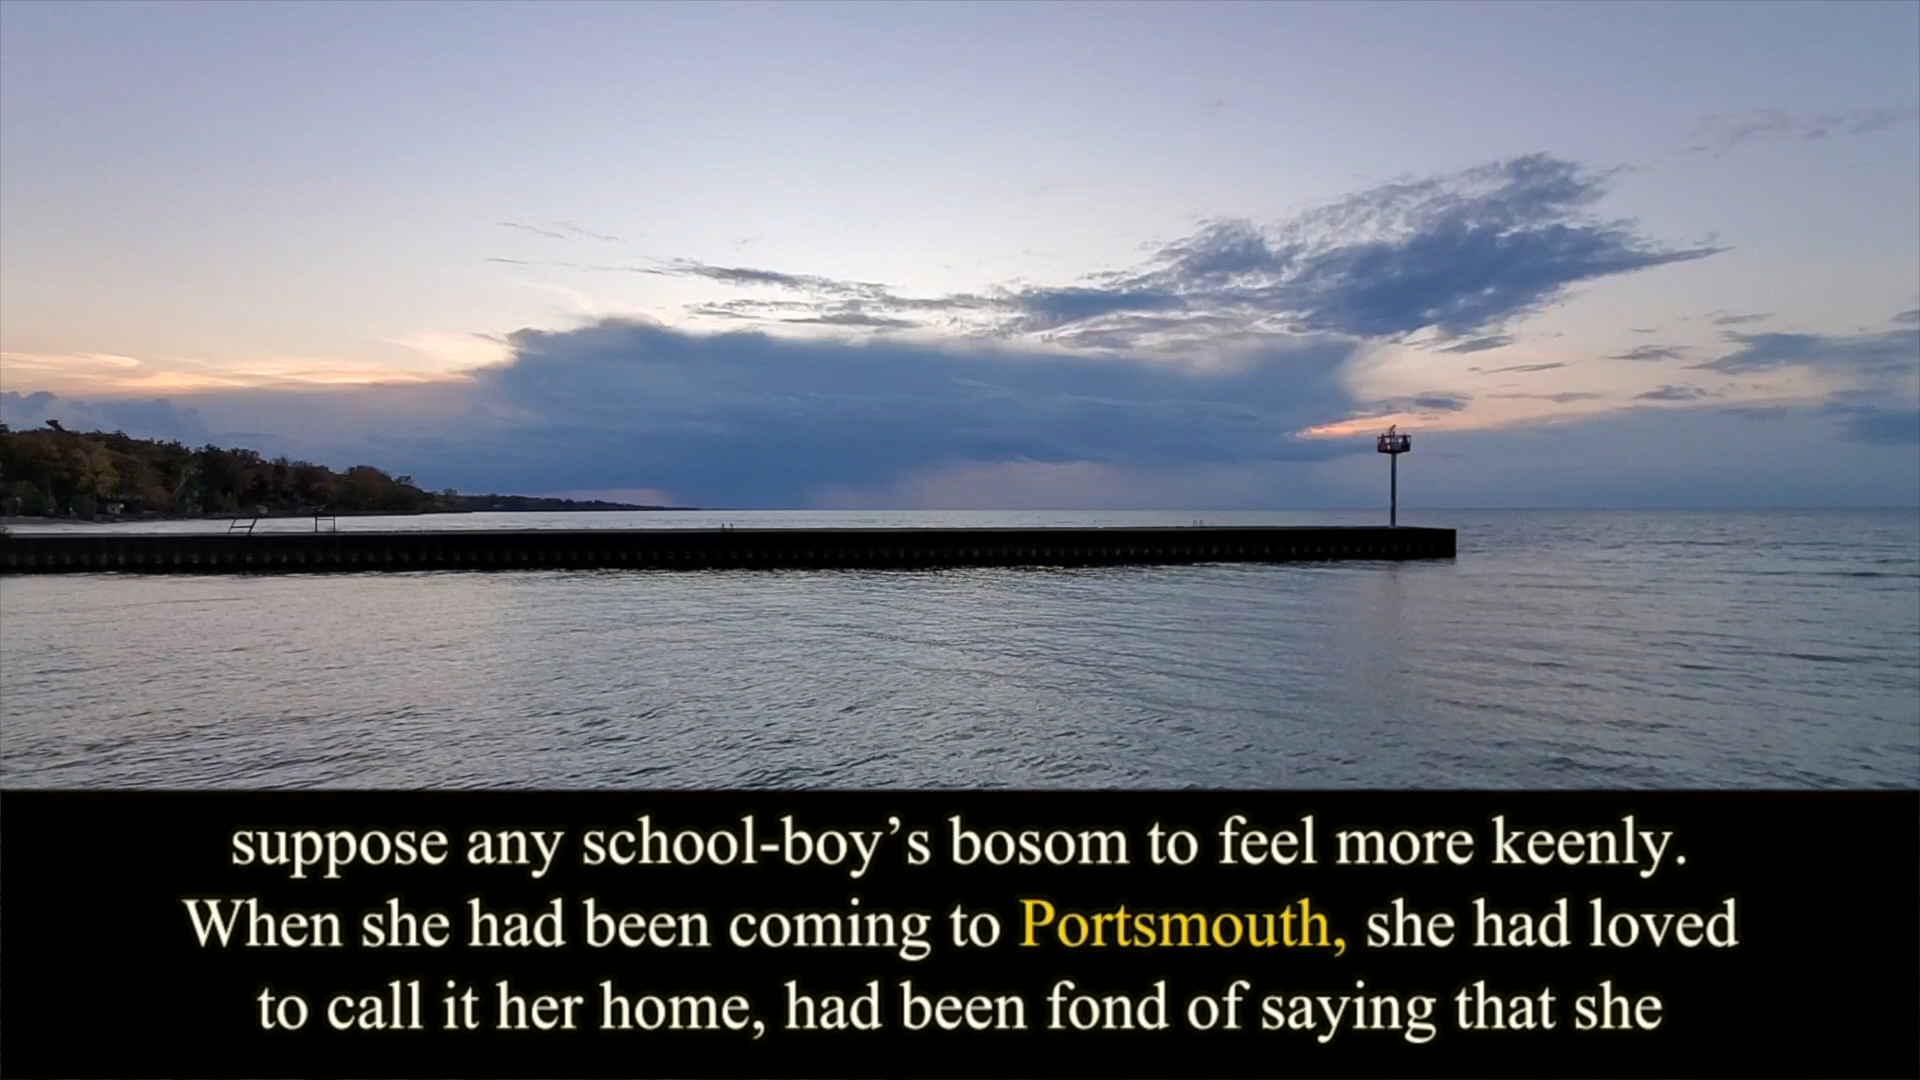 suppose any school-boy’s bosom to feel more keenly.
When she had been coming to Portsmouth, she had loved
to call it her home, had been fond of saying that she